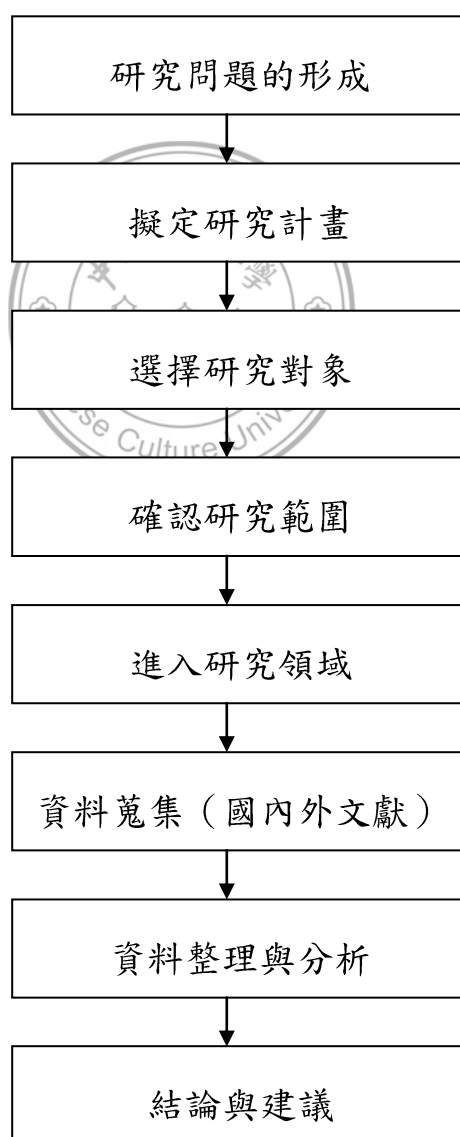 研究問題的形成
擬定研究計畫
選擇研究對象
確認研究範圍
進入研究領域
資料蒐集（國內外文獻）
資料整理與分析
結論與建議